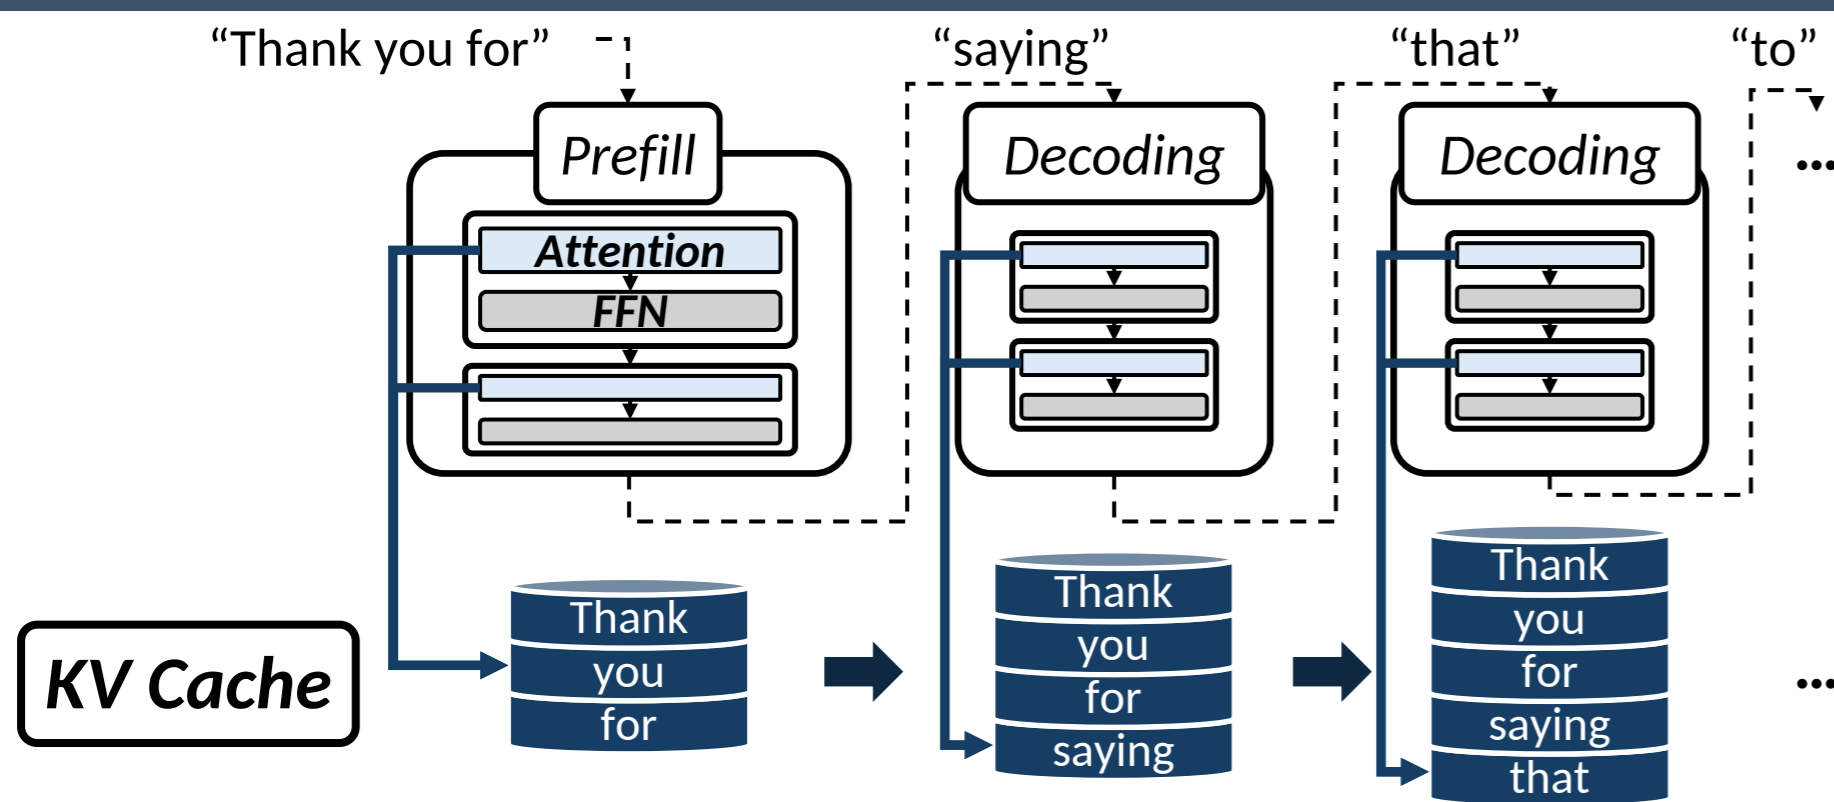 “Thank you for”
“saying”
“that”
“to”
Prefill
Decoding
Decoding
...
Attention
FFN
KV Cache
Thank
you
for
Thank
you
for
saying
Thank
you
for
saying
that
...